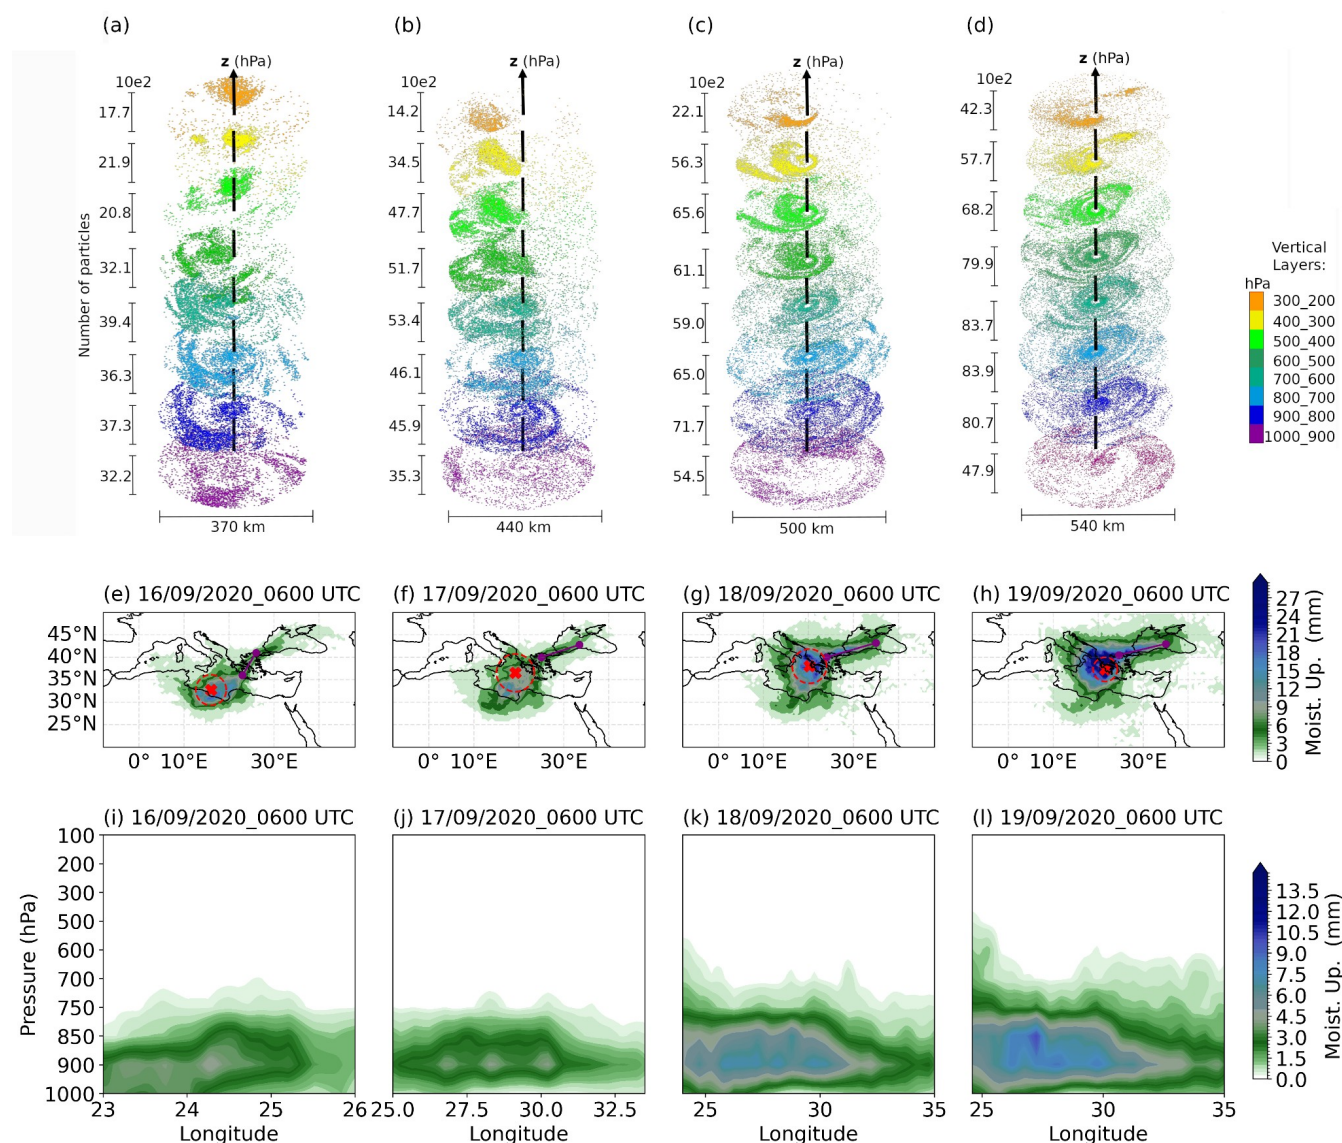 (a) (b) (c) (d)
z (hPa) z (hPa) z (hPa) z (hPa)
10e2 10e2 10e2 10e2
17.7 14.2 22.1 42.3
21.9 34.5 56.3 57.7
20.8 47.7 65.6 68.2
32.1 51.7 61.1 79.9
39.4 53.4 59.0 83.7
36.3 46.1 65.0 83.9
37.3 45.9 71.7 80.7
32.2 35.3 54.5 47.9
Number of particles
370 km 440 km 500 km 540 km
Vertical
Layers:
hPa
300_200
400_300
500_400
600_500
700_600
800_700
900_800
1000_900
(e) 16/09/2020_0600 UTC (f) 17/09/2020_0600 UTC (g) 18/09/2020_0600 UTC (h) 19/09/2020_0600 UTC
45°N
40°N
35°N
30°N
25°N
0° 10°E 30°E 0° 10°E 30°E 0° 10°E 30°E 0° 10°E 30°E
27
24
21
18
15
12
9
6
3
0
Moist. Up. (mm)
(i) 16/09/2020_0600 UTC (j) 17/09/2020_0600 UTC (k) 18/09/2020_0600 UTC (l) 19/09/2020_0600 UTC
100
200
300
400
500
600
700
750
850
900
1000
Pressure (hPa)
23 24 25 26 25.0 27.5 30.0 32.5 25 30 35 25 30 35
Longitude Longitude Longitude Longitude
13.5
12.0
10.5
9.0
7.5
6.0
4.5
3.0
1.5
0.0
Moist. Up. (mm)